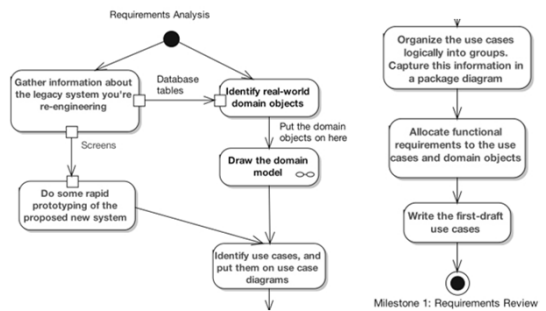 Requirements Analysis
Gather information about
the legacy system you're
re-engineering
Database
tables
Identify real-world
domain objects
Put the domain
objects on here
Screens
Draw the domain
model
Do some rapid
prototyping of the
proposed new system
Identify use cases, and
put them on use case
diagrams
Organize the use cases
logically into groups.
Capture this information in
a package diagram
Allocate functional
requirements to the use
cases and domain objects
Write the first-draft
use cases
Milestone 1: Requirements Review